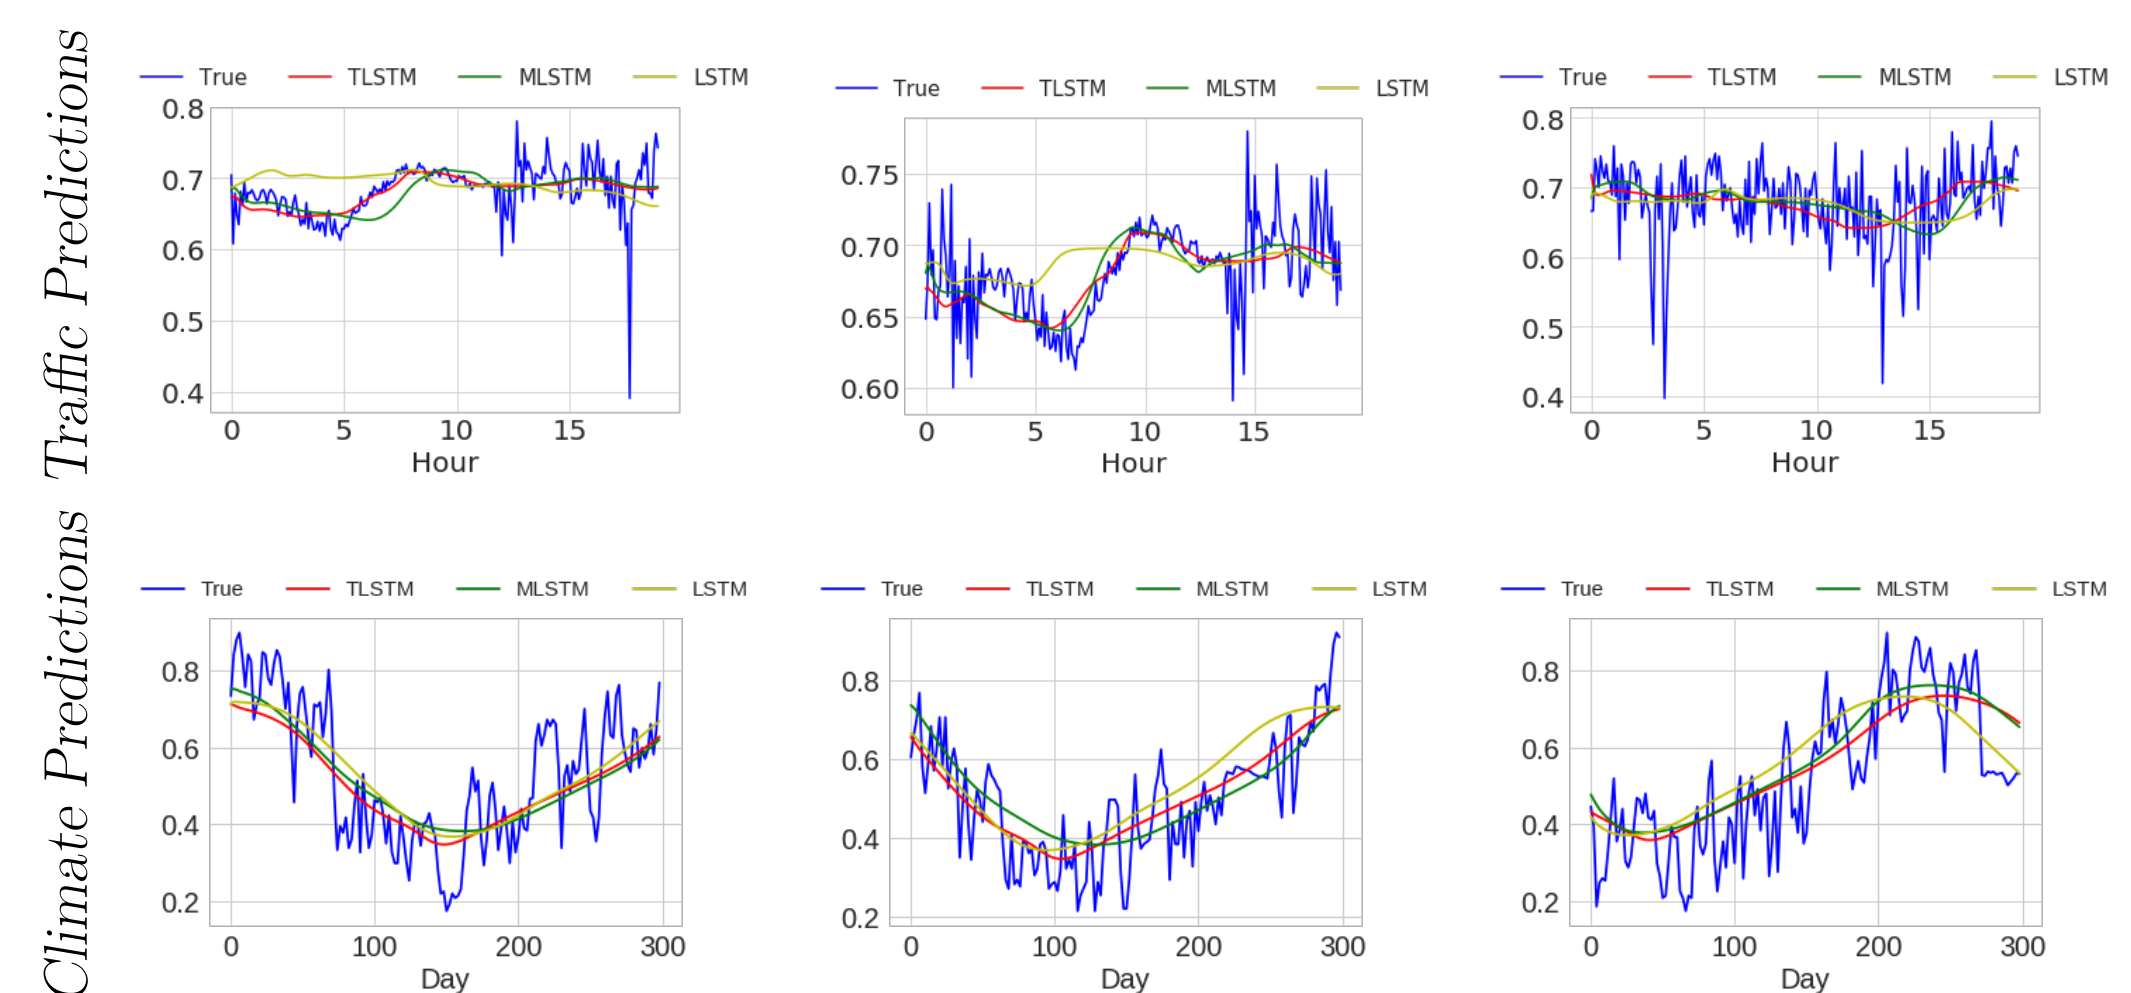 Traffic Predictions
True TLSTM MLSTM LSTM
0.8
0.7
0.6
0.5
0.4
0 5 10 15
Hour
True TLSTM MLSTM LSTM
0.75
0.70
0.65
0.60
0 5 10 15
Hour
True TLSTM MLSTM LSTM
0.8
0.7
0.6
0.5
0.4
0 5 10 15
Hour
Climate Predictions
True TLSTM MLSTM LSTM
0.8
0.6
0.4
0.2
0 100 200 300
Day
True TLSTM MLSTM LSTM
0.8
0.6
0.4
0.2
0 100 200 300
Day
True TLSTM MLSTM LSTM
0.8
0.6
0.4
0.2
0 100 200 300
Day